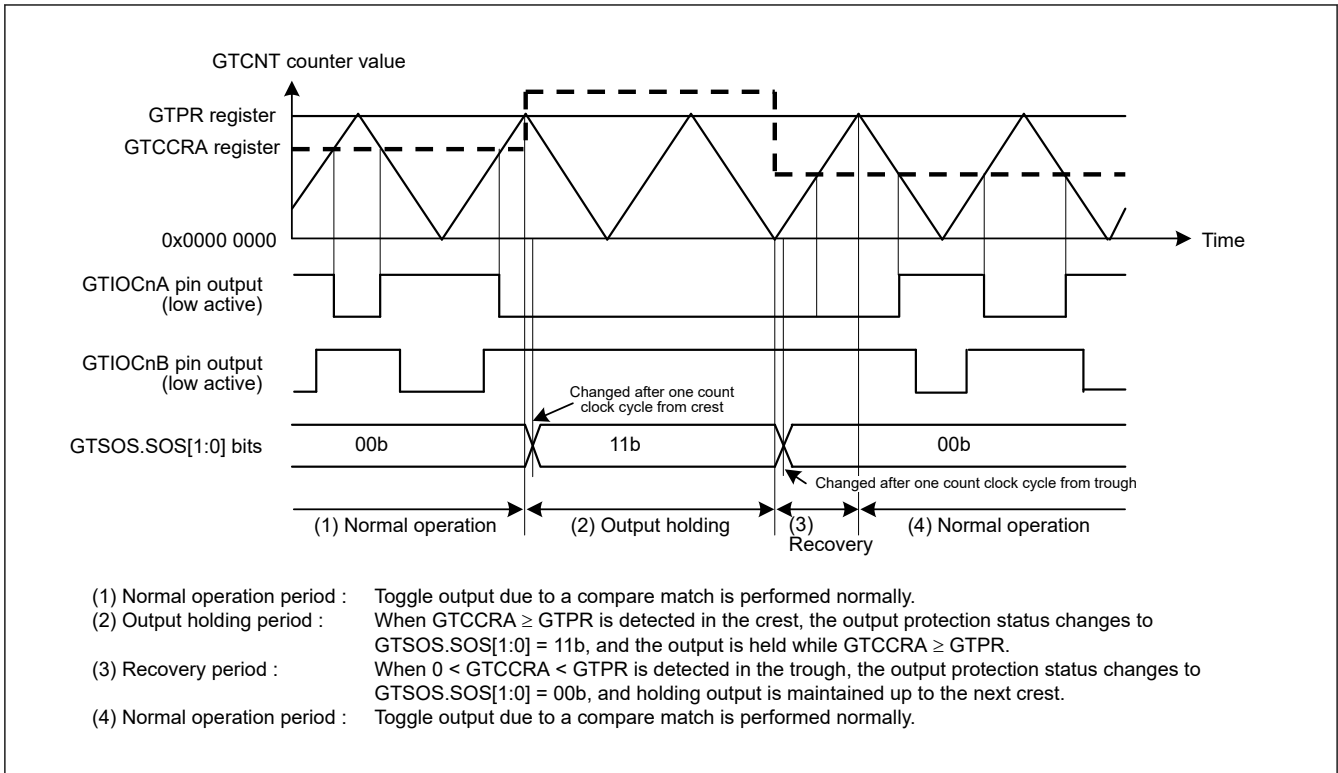 GTCNT counter value
GTPR register
GTCCRA register
0x0000 0000
Time
GTIOCnA pin output
(low active)
GTIOCnB pin output
(low active)
Changed after one count
clock cycle from crest
GTSOS.SOS[1:0] bits
00b
11b
00b
Changed after one count clock cycle from trough
(1) Normal operation
(2) Output holding
(3)
Recovery
(4) Normal operation
(1) Normal operation period : Toggle output due to a compare match is performed normally.
(2) Output holding period : When GTCCRA ≥ GTPR is detected in the crest, the output protection status changes to
GTSOS.SOS[1:0] = 11b, and the output is held while GTCCRA ≥ GTPR.
(3) Recovery period : When 0 < GTCCRA < GTPR is detected in the trough, the output protection status changes to
GTSOS.SOS[1:0] = 00b, and holding output is maintained up to the next crest.
(4) Normal operation period : Toggle output due to a compare match is performed normally.